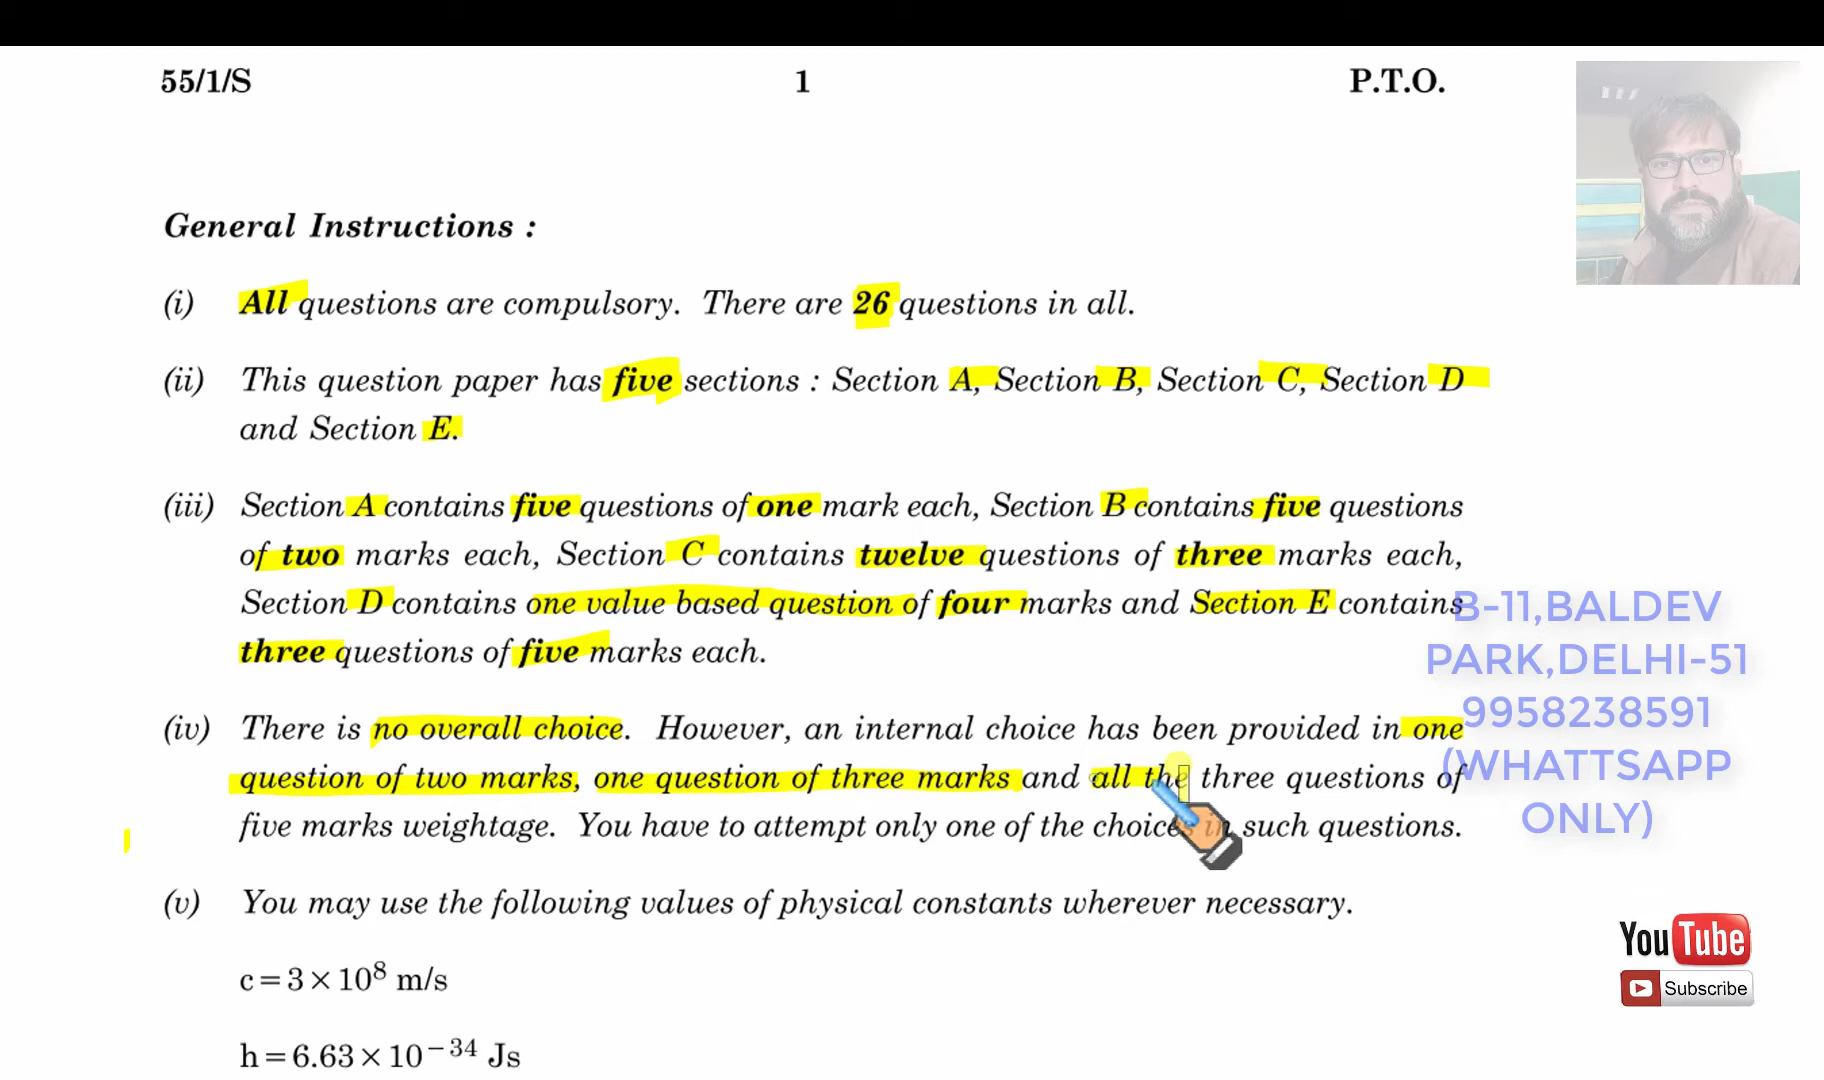 55/1/S 1 P.T.O.
General Instructions :
(i) All questions are compulsory. There are 26 questions in all.
(ii) This question paper has five sections : Section A, Section B, Section C, Section D
and Section E.
(iii) Section A contains five questions of one mark each, Section B contains five questions
of two marks each, Section C contains twelve questions of three marks each,
Section D contains one value based question of four marks and Section E contains
three questions of five marks each.
(iv) There is no overall choice. However, an internal choice has been provided in one
question of two marks, one question of three marks and all the three questions of
five marks weightage. You have to attempt only one of the choices in such questions.
(v) You may use the following values of physical constants wherever necessary.
c = 3 × 10⁸ m/s
h = 6.63 × 10⁻³⁴ Js
B-11,BALDEV
PARK,DELHI-51
9958238591
(WHATTSAPP
ONLY)
YouTube
Subscribe